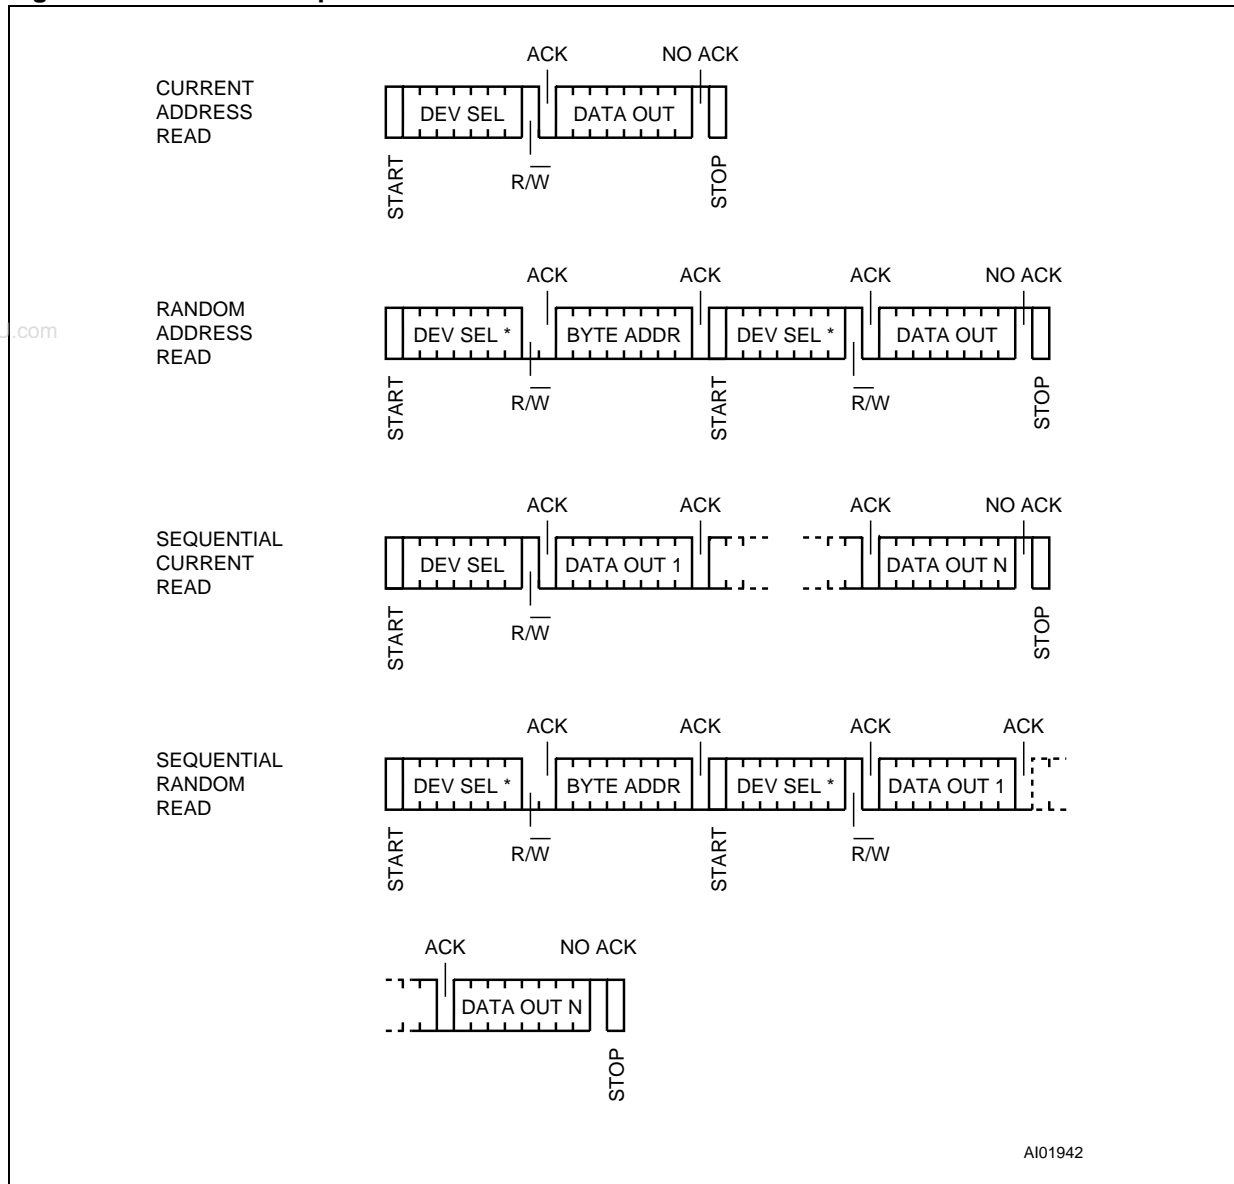 ACK NO ACK
CURRENT
ADDRESS
READ
DEV SEL DATA OUT
START R/W STOP
ACK ACK ACK NO ACK
RANDOM
ADDRESS
READ
DEV SEL * BYTE ADDR DEV SEL * DATA OUT
START R/W START R/W STOP
J.com
ACK ACK ACK NO ACK
SEQUENTIAL
CURRENT
READ
DEV SEL DATA OUT 1 DATA OUT N
START R/W STOP
ACK ACK ACK ACK
SEQUENTIAL
RANDOM
READ
DEV SEL * BYTE ADDR DEV SEL * DATA OUT 1
START R/W START R/W
ACK NO ACK
DATA OUT N
STOP
AI01942